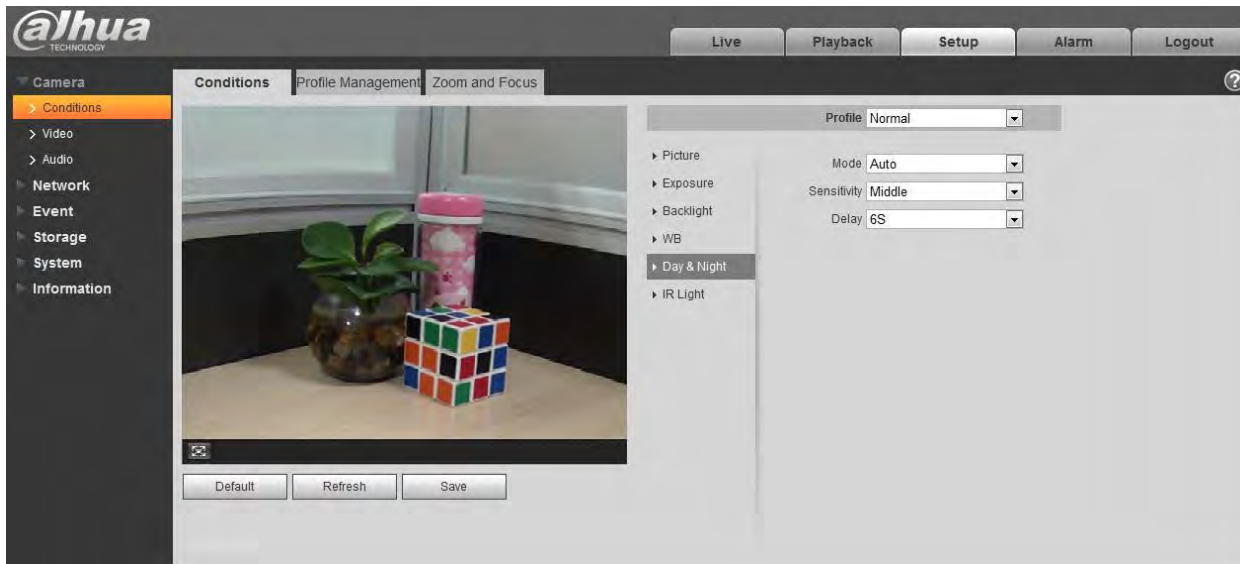 alhua
TECHNOLOGY
Live
Playback
Setup
Alarm
Logout
Camera
Conditions
Video
Audio
Network
Event
Storage
System
Information
Conditions
Profile Management
Zoom and Focus
?
Profile Normal
Picture
Exposure
Backlight
WB
Day & Night
IR Light
Mode Auto
Sensitivity Middle
Delay 6S
Default
Refresh
Save